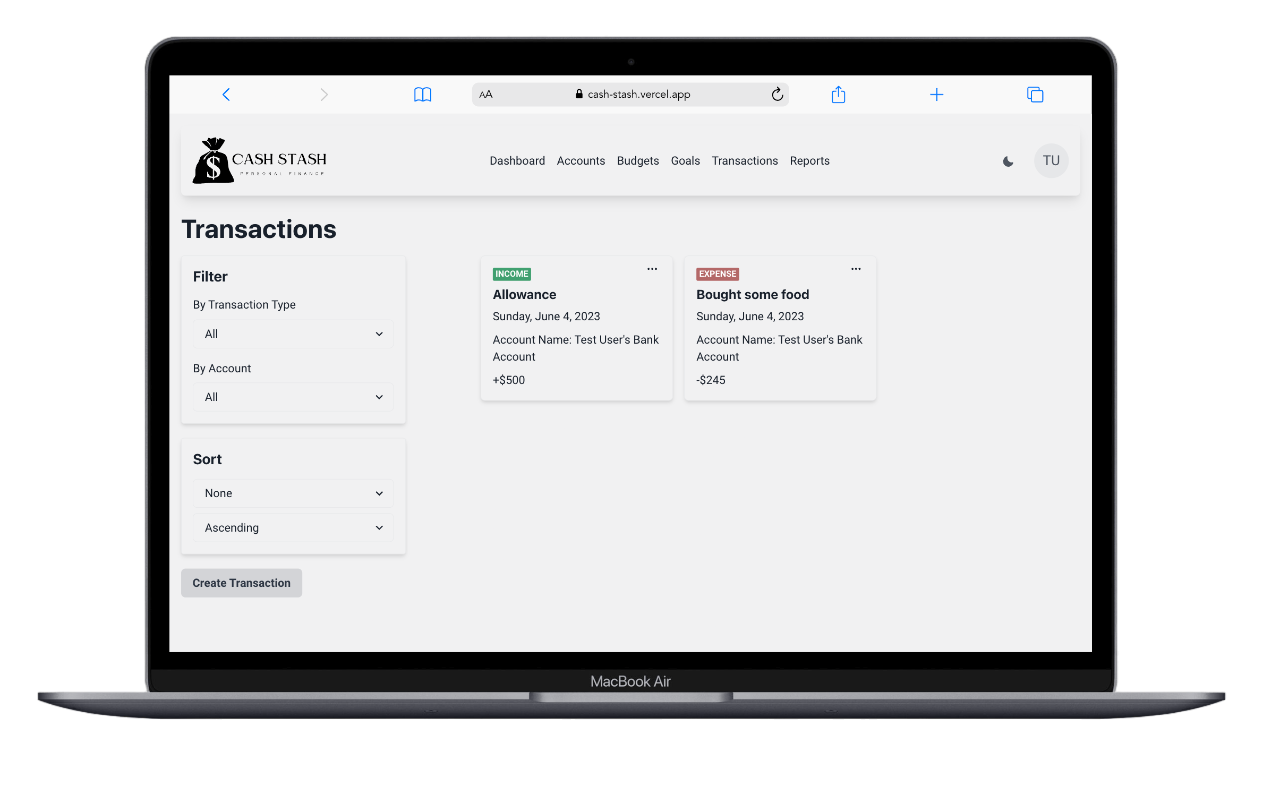 AA
cash-stash.vercel.app
$
CASH STASH
PERSONAL FINANCE
Dashboard Accounts Budgets Goals Transactions Reports
TU
Transactions
Filter
By Transaction Type
All
By Account
All
Sort
None
Ascending
Create Transaction
INCOME
...
Allowance
Sunday, June 4, 2023
Account Name: Test User's Bank
Account
+$500
EXPENSE
...
Bought some food
Sunday, June 4, 2023
Account Name: Test User's Bank
Account
-$245
MacBook Air